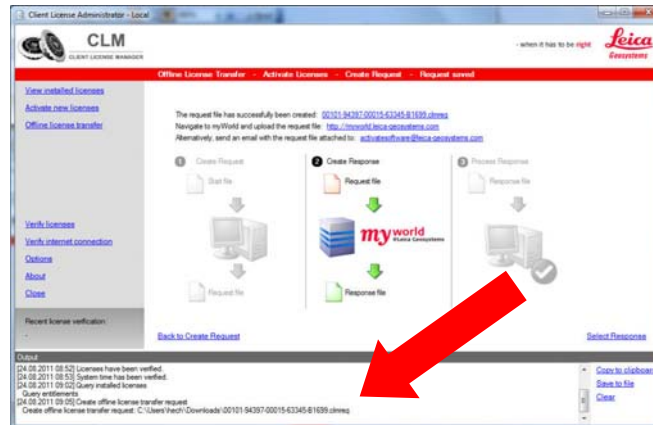 Client License Administrator - Local
CLM
CLIENT LICENSE MANAGER
- when it has to be right
Leica
Geosystems
Offline License Transfer - Activate Licenses - Create Request - Request saved
View installed licenses
Activate new licenses
Offline license transfer
The request file has successfully been created: 00101-94397-00015-63345-B1699.clmreq
Navigate to myWorld and upload the request file: http://myworld.leica-geosystems.com
Alternatively, send an email with the request file attached to: activatesoftware@leica-geosystems.com
1 Create Request
2 Create Response
3 Process Response
Start file
Request file
Response file
my world
@Leica Geosystems
Request file
Response file
Verify licenses
Verify internet connection
Options
About
Close
Recent license verification:
-
Back to Create Request
Select Response
Output
[24.08.2011 08:52] Licenses have been verified.
[24.08.2011 08:53] System time has been verified.
[24.08.2011 09:02] Query installed licenses
Query entitlements
[24.08.2011 09:05] Create offline license transfer request
Create offline license transfer request: C:\Users\hech\Downloads\00101-94397-00015-63345-B1699.clmreq
Copy to clipboard
Save to file
Clear